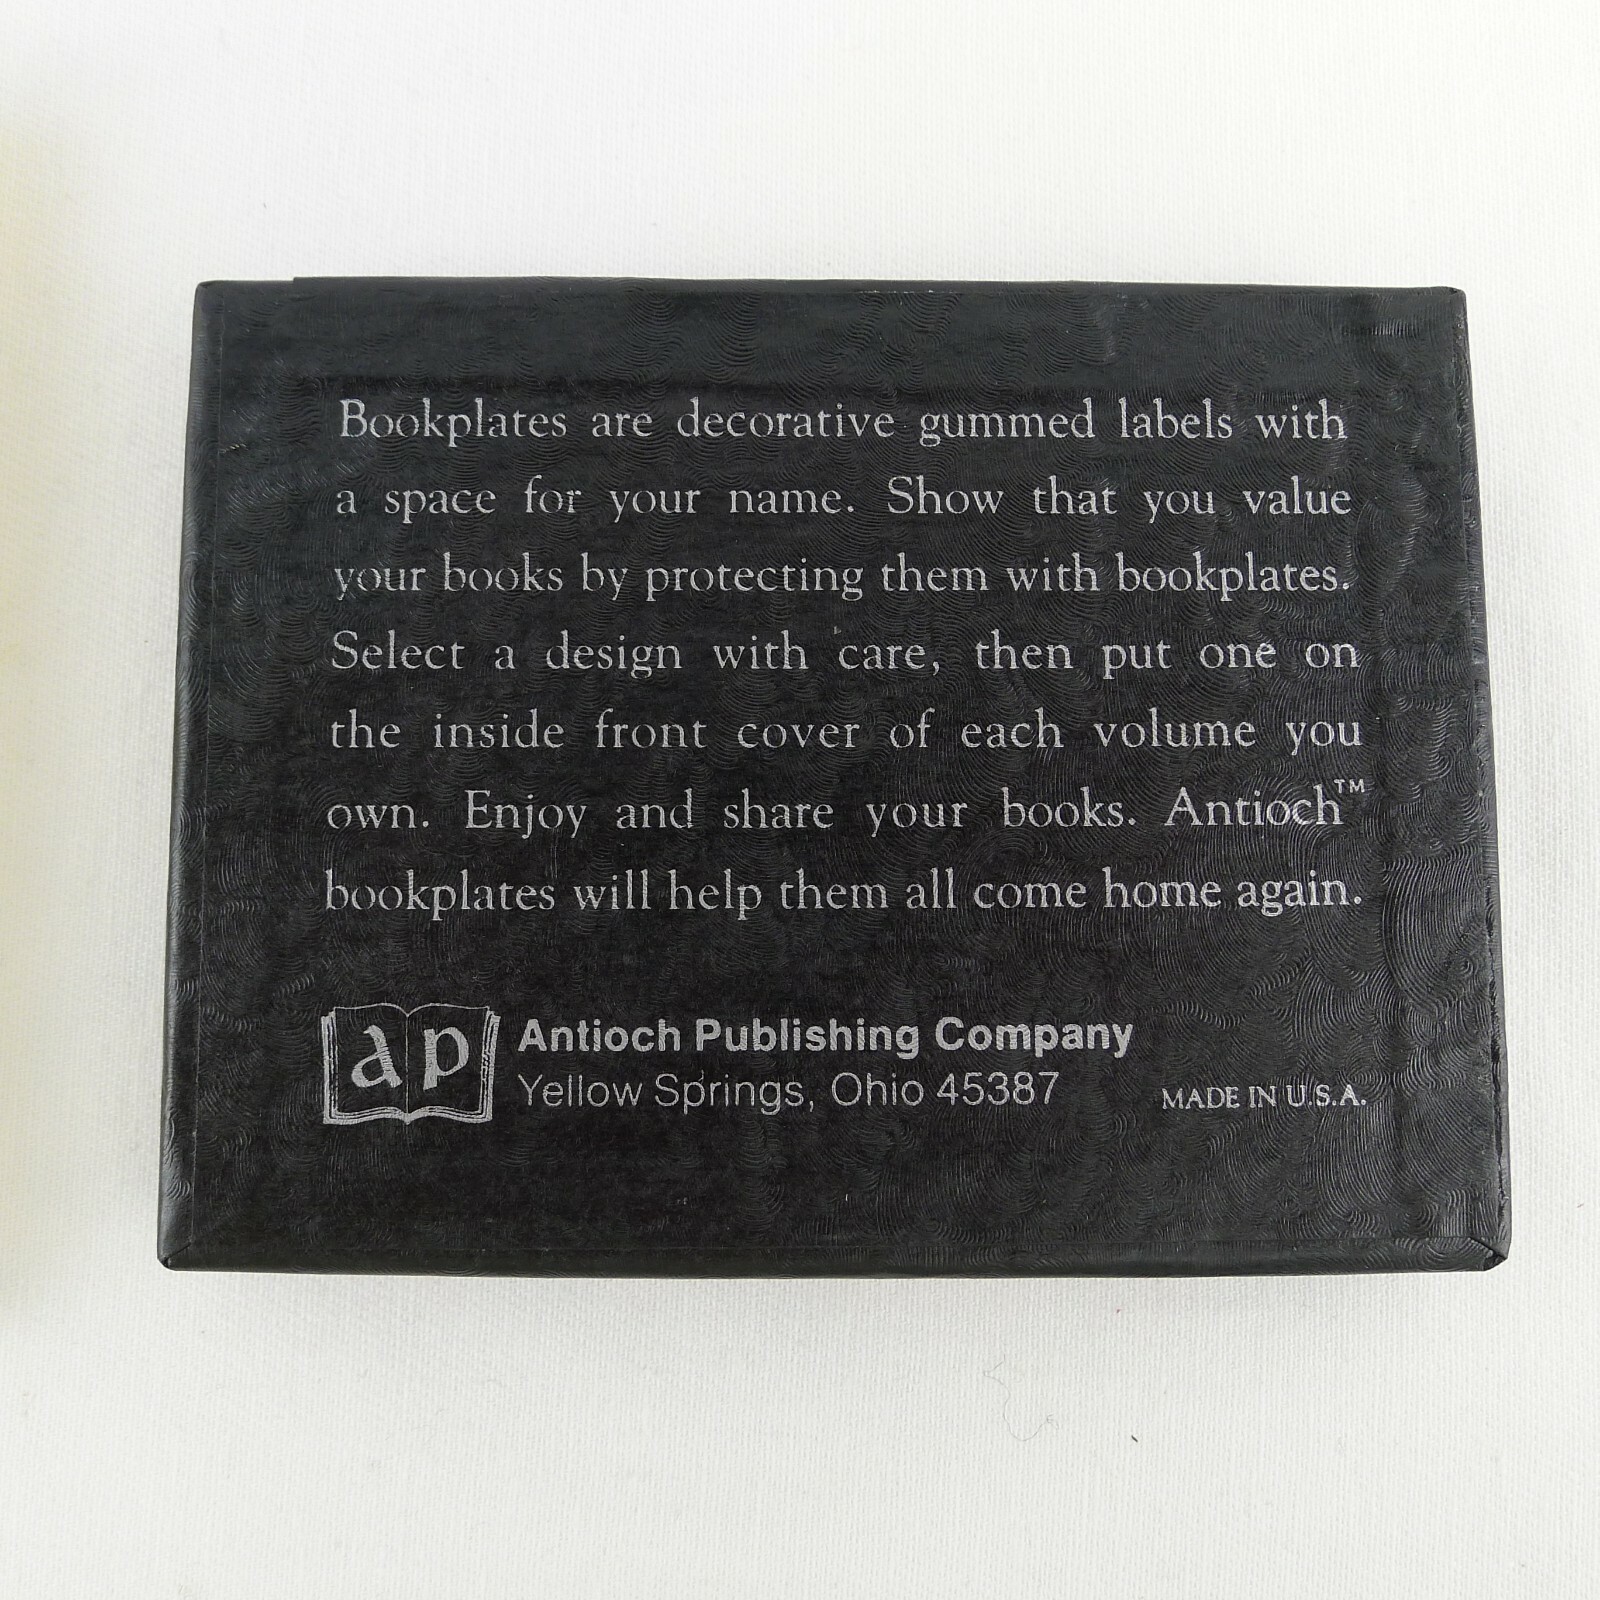 Bookplates are decorative gummed labels with
a space for your name. Show that you value
your books by protecting them with bookplates.
Select a design with care, then put one on
the inside front cover of each volume you
own. Enjoy and share your books. Antioch™
bookplates will help them all come home again.
ap
Antioch Publishing Company
Yellow Springs, Ohio 45387
MADE IN U.S.A.